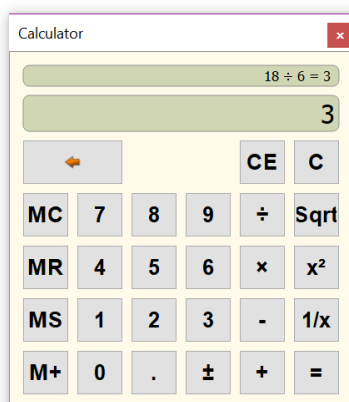 Calculator
×
18 ÷ 6 = 3
3
CE C
MC 7 8 9 ÷ Sqrt
MR 4 5 6 × x²
MS 1 2 3 - 1/x
M+ 0 . ± + =